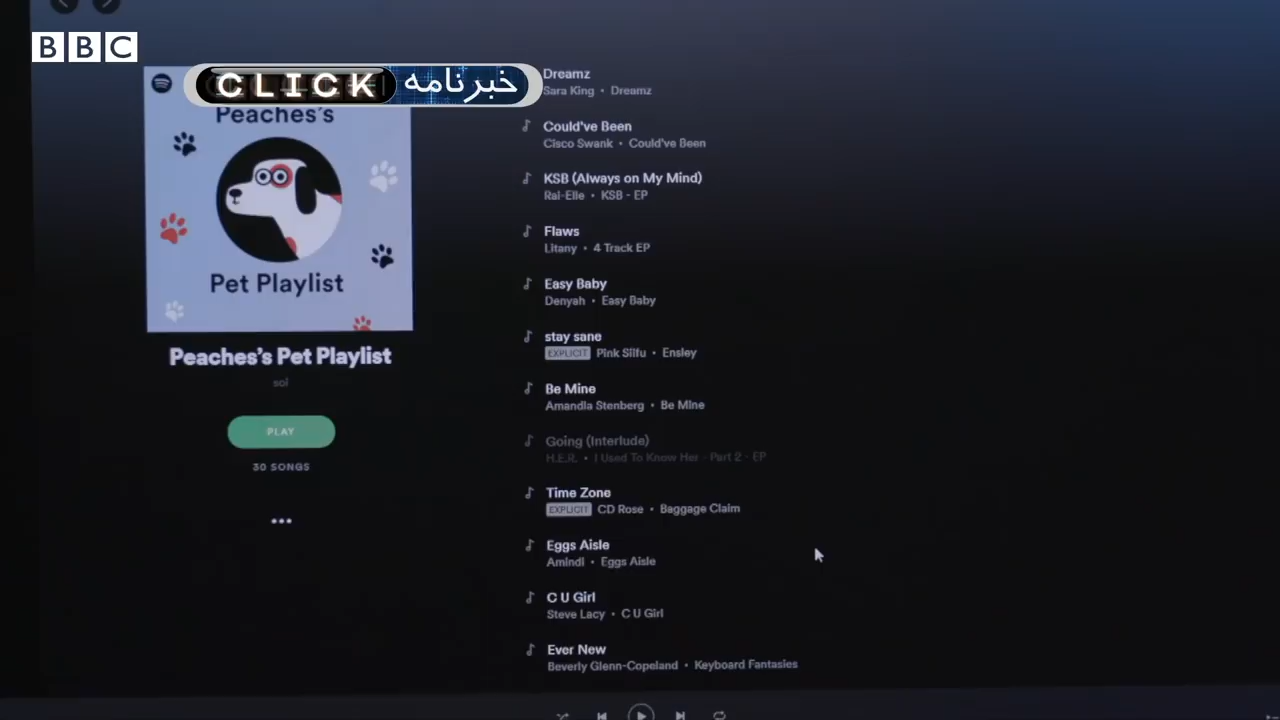 BBC
CLICK خبرنامه
Peaches's
Pet Playlist
Peaches's Pet Playlist
sol
PLAY
30 SONGS
Dreamz
Sara King • Dreamz
Could've Been
Cisco Swank • Could've Been
KSB (Always on My Mind)
Rai-Elle • KSB - EP
Flaws
Litany • 4 Track EP
Easy Baby
Denyah • Easy Baby
stay sane
EXPLICIT Pink Siifu • Ensley
Be Mine
Amandla Stenberg • Be Mine
Going (Interlude)
H.E.R. • I Used To Know Her - Part 2 - EP
Time Zone
EXPLICIT CD Rose • Baggage Claim
Eggs Aisle
Amindi • Eggs Aisle
C U Girl
Steve Lacy • C U Girl
Ever New
Beverly Glenn-Copeland • Keyboard Fantasies